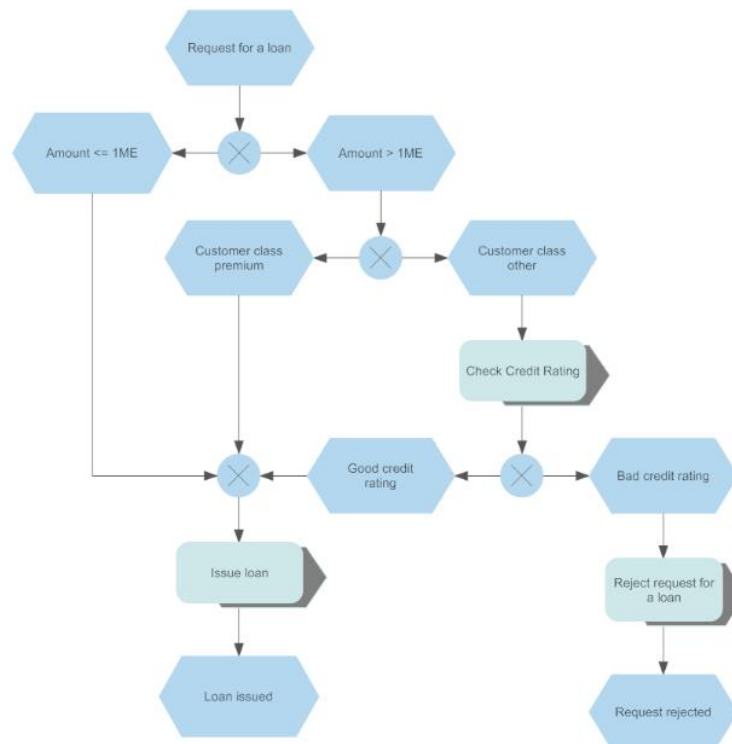 Request for a loan
Amount <= 1ME
Amount > 1ME
Customer class
premium
Customer class
other
Check Credit Rating
Good credit
rating
Bad credit rating
Issue loan
Reject request for
a loan
Loan issued
Request rejected